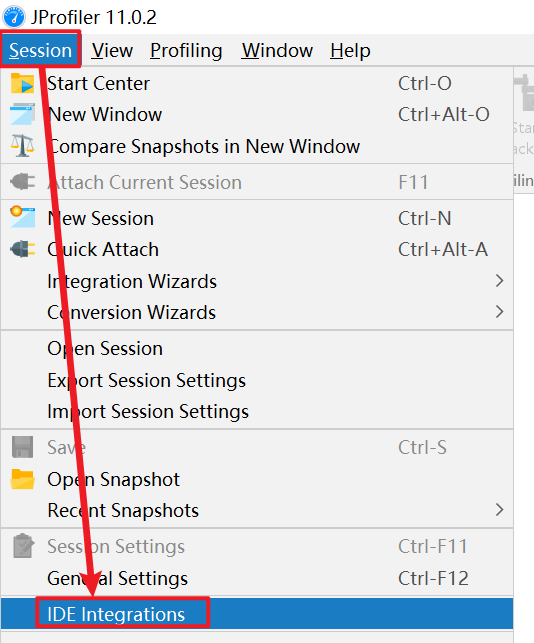 JProfiler 11.0.2
Session View Profiling Window Help
Start Center Ctrl-O
New Window Ctrl+Alt-O
Compare Snapshots in New Window
Attach Current Session F11
New Session Ctrl-N
Quick Attach Ctrl+Alt-A
Integration Wizards
Conversion Wizards
Open Session
Export Session Settings
Import Session Settings
Save Ctrl-S
Open Snapshot
Recent Snapshots
Session Settings Ctrl-F11
General Settings Ctrl-F12
IDE Integrations